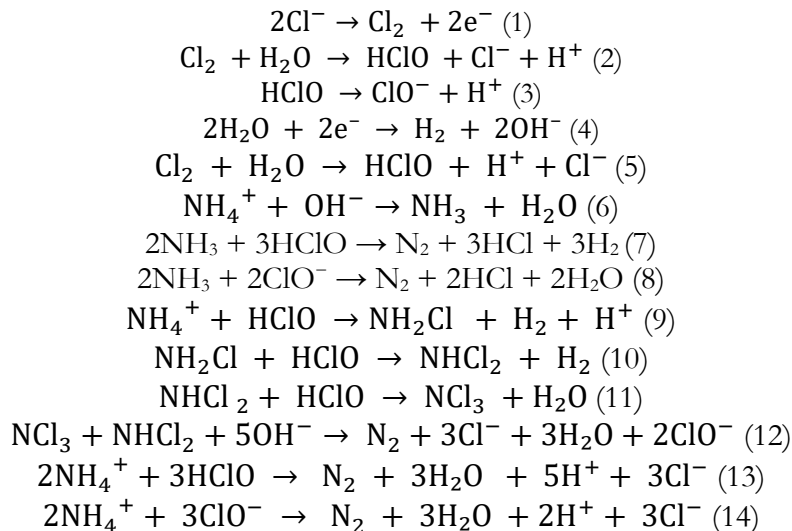 2Cl⁻ → Cl₂ + 2e⁻ (1)
Cl₂ + H₂O → HClO + Cl⁻ + H⁺ (2)
HClO → ClO⁻ + H⁺ (3)
2H₂O + 2e⁻ → H₂ + 2OH⁻ (4)
Cl₂ + H₂O → HClO + H⁺ + Cl⁻ (5)
NH₄⁺ + OH⁻ → NH₃ + H₂O (6)
2NH₃ + 3HClO → N₂ + 3HCl + 3H₂ (7)
2NH₃ + 2ClO⁻ → N₂ + 2HCl + 2H₂O (8)
NH₄⁺ + HClO → NH₂Cl + H₂ + H⁺ (9)
NH₂Cl + HClO → NHCl₂ + H₂ (10)
NHCl ₂ + HClO → NCl₃ + H₂O (11)
NCl₃ + NHCl₂ + 5OH⁻ → N₂ + 3Cl⁻ + 3H₂O + 2ClO⁻ (12)
2NH₄⁺ + 3HClO → N₂ + 3H₂O + 5H⁺ + 3Cl⁻ (13)
2NH₄⁺ + 3ClO⁻ → N₂ + 3H₂O + 2H⁺ + 3Cl⁻ (14)